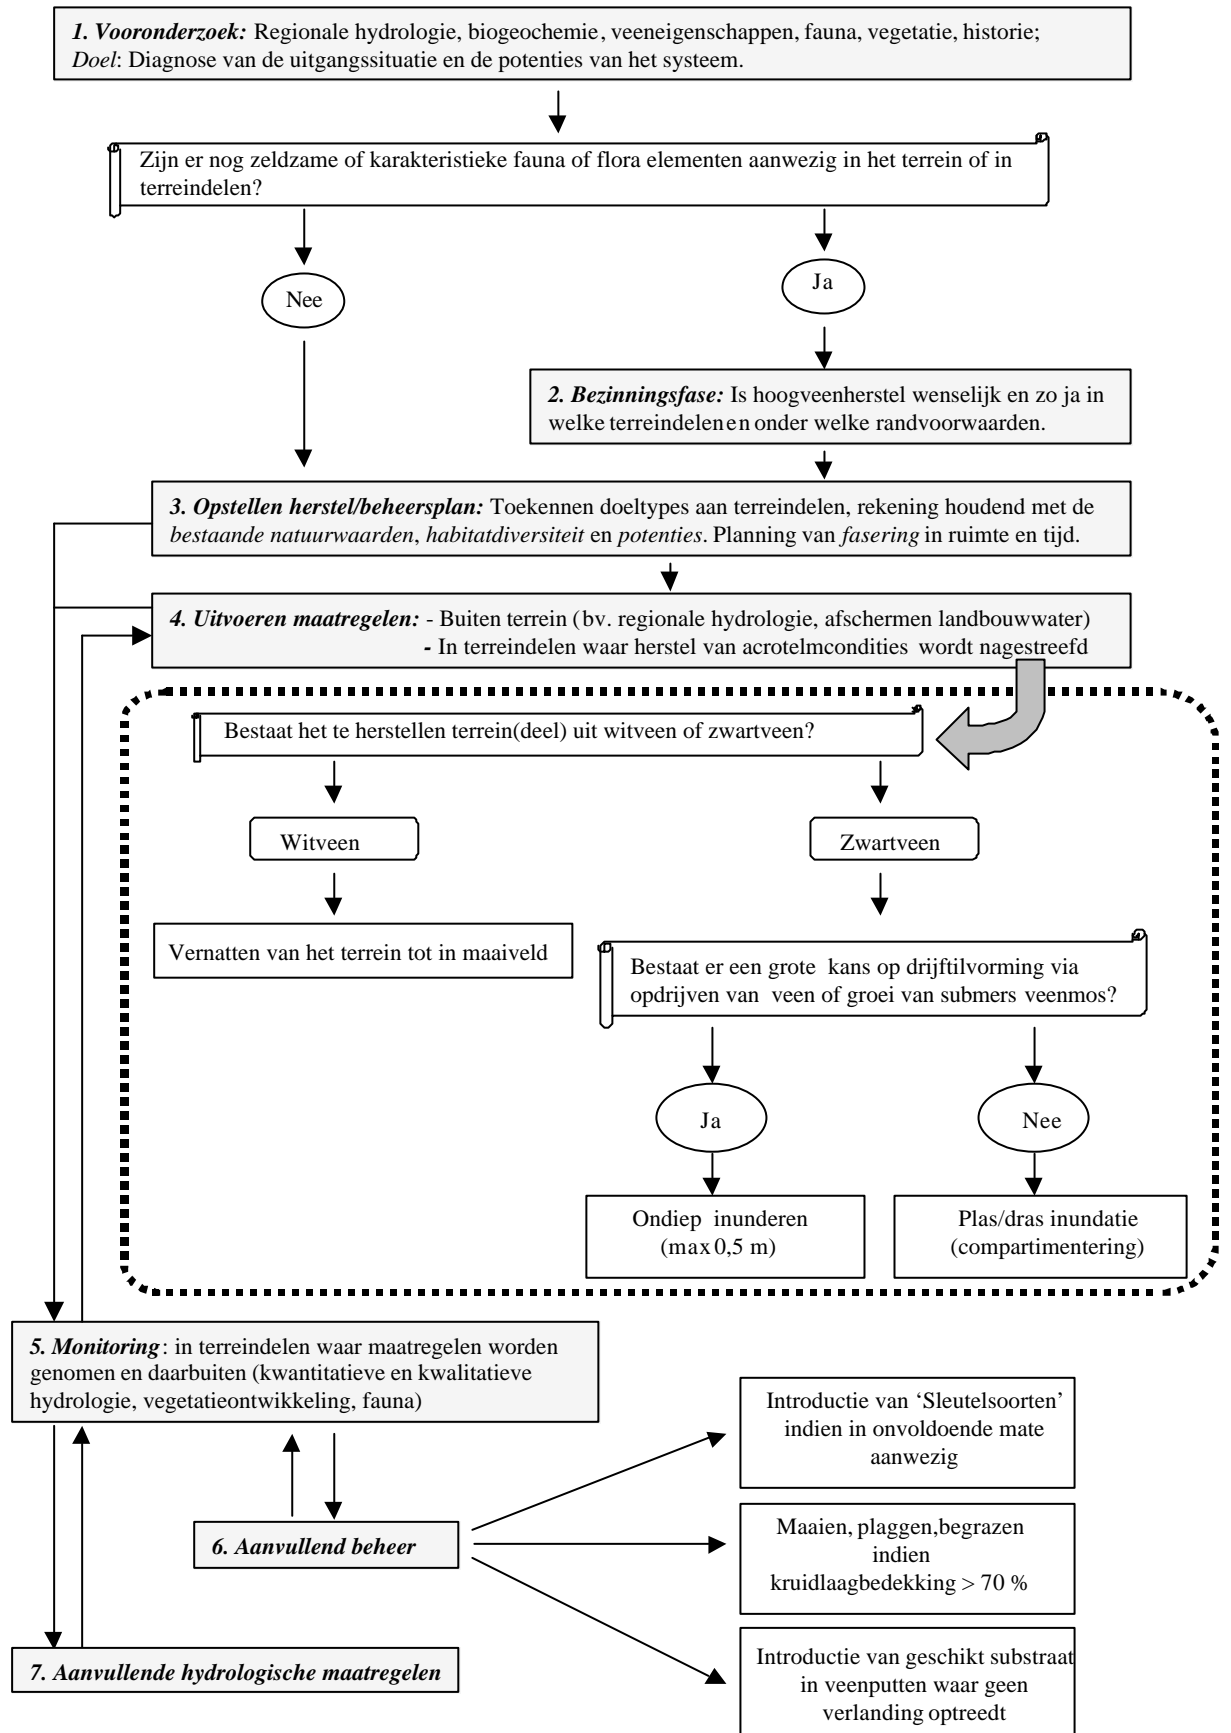 1. Vooronderzoek: Regionale hydrologie, biogeochemie, veeneigenschappen, fauna, vegetatie, historie;
Doel: Diagnose van de uitgangssituatie en de potenties van het systeem.
Zijn er nog zeldzame of karakteristieke fauna of flora elementen aanwezig in het terrein of in
terreindelen?
Nee
Ja
2. Bezinningsfase: Is hoogveenherstel wenselijk en zo ja in
welke terreindelen en onder welke randvoorwaarden.
3. Opstellen herstel/beheersplan: Toekennen doeltypes aan terreindelen, rekening houdend met de
bestaande natuurwaarden, habitatdiversiteit en potenties. Planning van fasering in ruimte en tijd.
4. Uitvoeren maatregelen: - Buiten terrein (bv. regionale hydrologie, afschermen landbouwwater)
- In terreindelen waar herstel van acrotelmcondities wordt nagestreefd
Bestaat het te herstellen terrein(deel) uit witveen of zwartveen?
Witveen
Zwartveen
Vernatten van het terrein tot in maaiveld
Bestaat er een grote kans op drijftilvorming via
opdrijven van veen of groei van submers veenmos?
Ja
Nee
Ondiep inunderen
(max 0,5 m)
Plas/dras inundatie
(compartimentering)
5. Monitoring: in terreindelen waar maatregelen worden
genomen en daarbuiten (kwantitatieve en kwalitatieve
hydrologie, vegetatieontwikkeling, fauna)
Introductie van ‘Sleutelsoorten’
indien in onvoldoende mate
aanwezig
6. Aanvullend beheer
Maaien, plaggen,begrazen
indien
kruidlaagbedekking > 70 %
7. Aanvullende hydrologische maatregelen
Introductie van geschikt substraat
in veenputten waar geen
verlanding optreedt